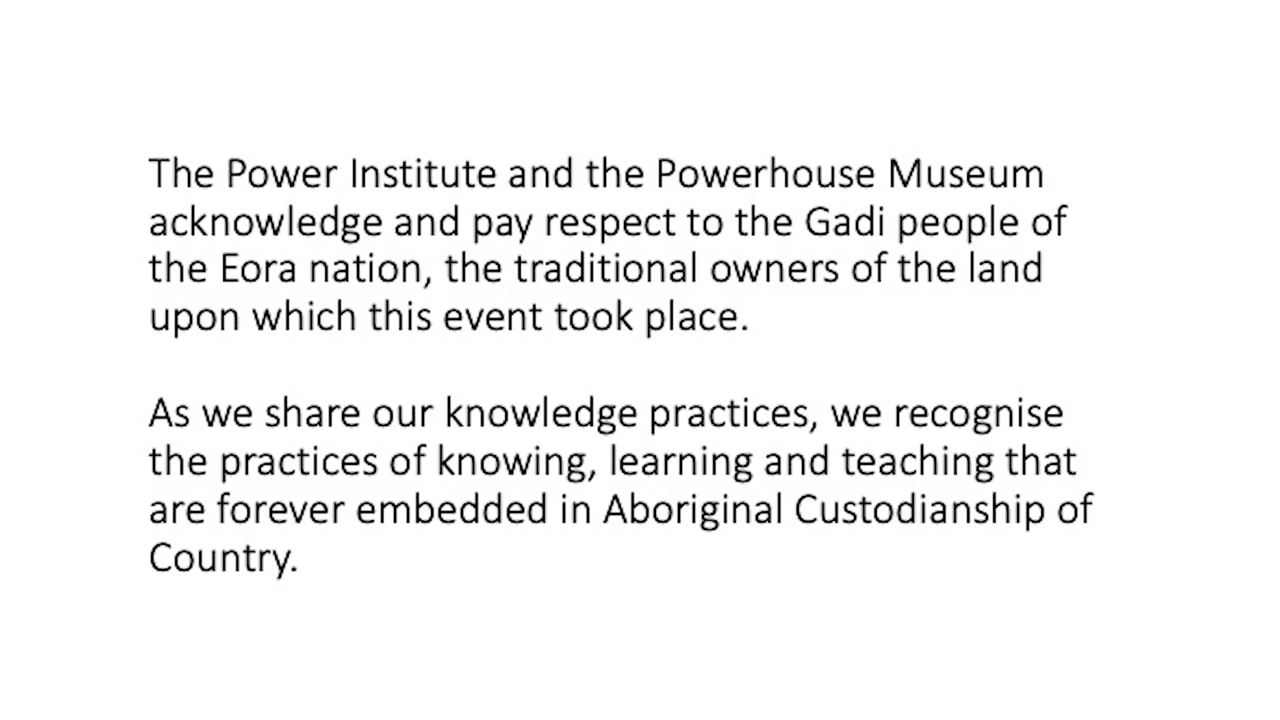 The Power Institute and the Powerhouse Museum
acknowledge and pay respect to the Gadi people of
the Eora nation, the traditional owners of the land
upon which this event took place.
As we share our knowledge practices, we recognise
the practices of knowing, learning and teaching that
are forever embedded in Aboriginal Custodianship of
Country.